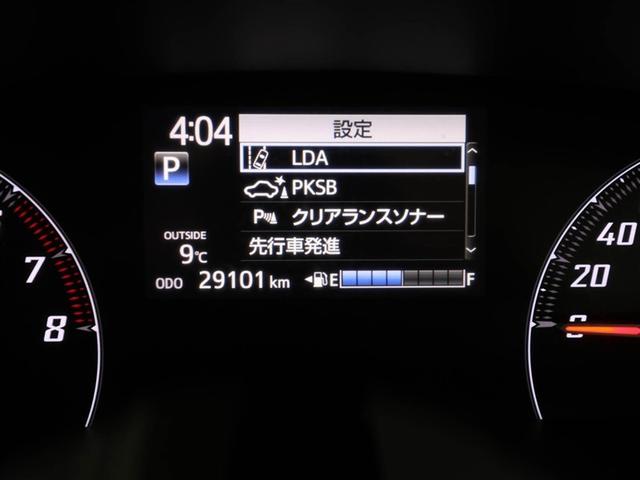 4:04
設定
P
LDA
PKSB
P クリアランスソナー
先行車発進
OUTSIDE
9℃
ODO 29101 km
E F
7
8
40
20
0